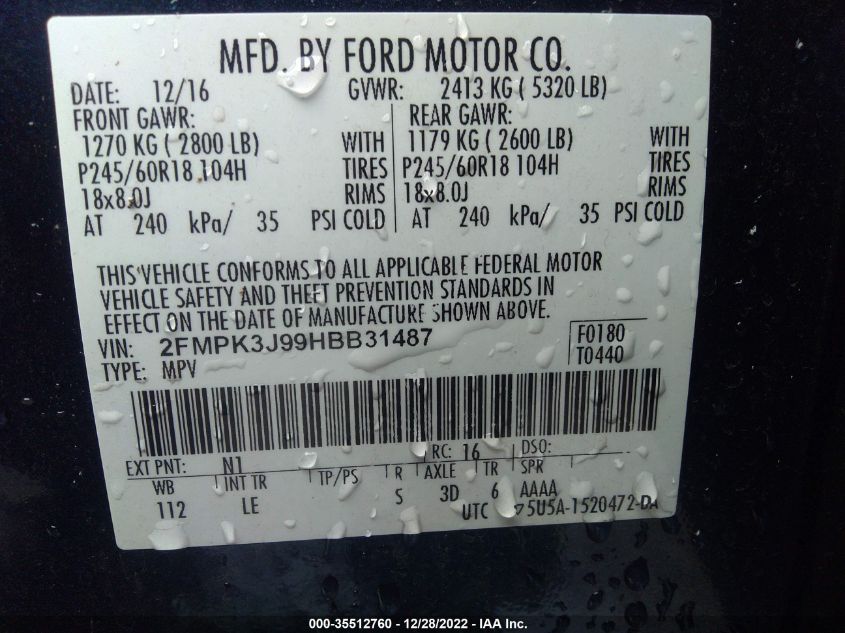 MFD. BY FORD MOTOR CO.
DATE: 12/16 GVWR: 2413 KG ( 5320 LB)
FRONT GAWR: REAR GAWR:
1270 KG ( 2800 LB) WITH 1179 KG ( 2600 LB) WITH
P245/60R18 104H TIRES P245/60R18 104H TIRES
18x8.0J RIMS 18x8.0J RIMS
AT 240 kPa/ 35 PSI COLD AT 240 kPa/ 35 PSI COLD
THIS VEHICLE CONFORMS TO ALL APPLICABLE FEDERAL MOTOR
VEHICLE SAFETY AND THEFT PREVENTION STANDARDS IN
EFFECT ON THE DATE OF MANUFACTURE SHOWN ABOVE.
VIN: 2FMPK3J99HBB31487 F0180
TYPE: MPV T0440
EXT PNT: N1 RC: 16 DSO:
WB INT TR TP/PS R AXLE TR SPR
112 LE S 3D 6 AAAA
UTC ▽5U5A-1520472-DA
000-35512760 - 12/28/2022 - IAA Inc.